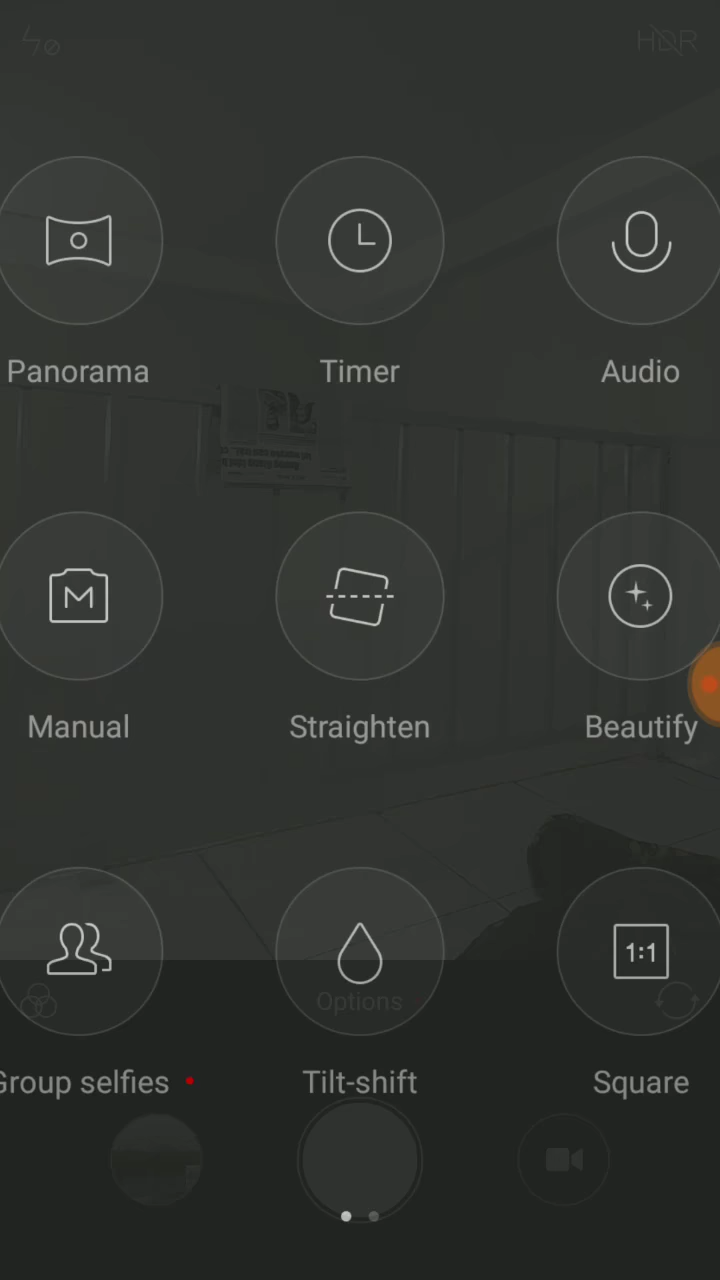 HDR
Panorama
Timer
Audio
M
Manual
Straighten
Beautify
1:1
Options
Group selfies
Tilt-shift
Square